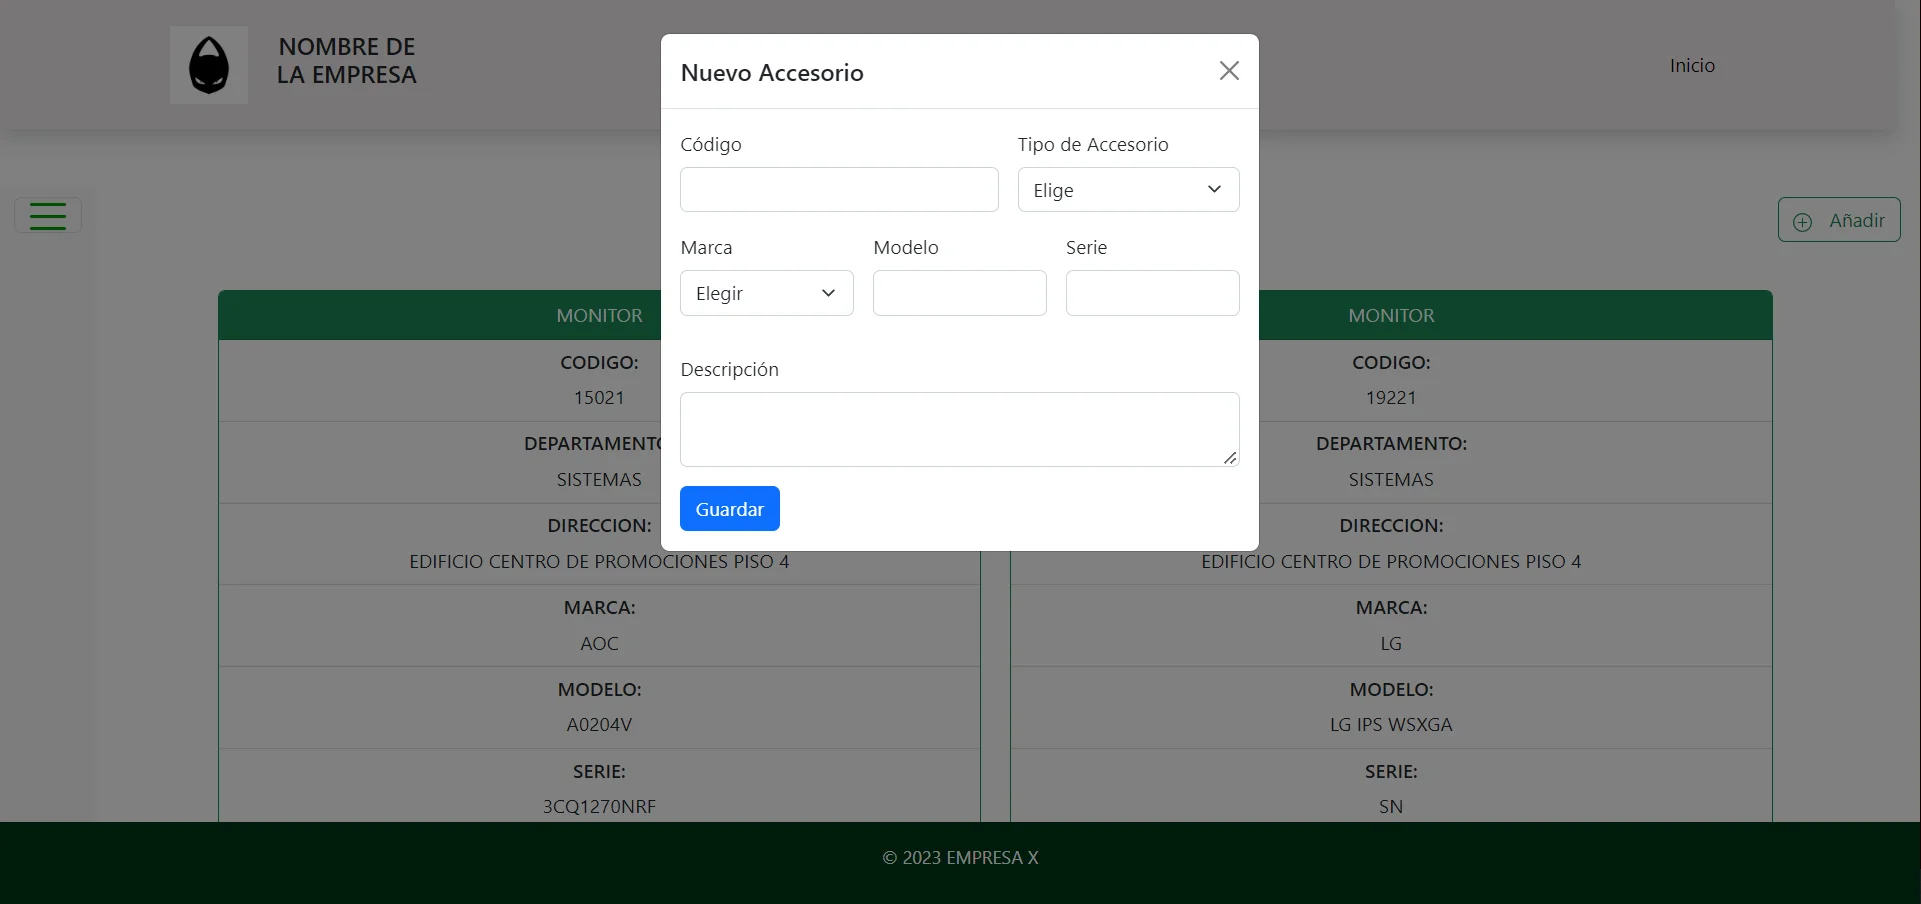 NOMBRE DE
LA EMPRESA
Inicio
Añadir
Nuevo Accesorio
Código
Tipo de Accesorio
Elige
Marca
Modelo
Serie
Elegir
Descripción
Guardar
MONITOR
CODIGO:
15021
DEPARTAMENTO
SISTEMAS
DIRECCION:
EDIFICIO CENTRO DE PROMOCIONES PISO 4
MARCA:
AOC
MODELO:
A0204V
SERIE:
3CQ1270NRF
MONITOR
CODIGO:
19221
DEPARTAMENTO:
SISTEMAS
DIRECCION:
EDIFICIO CENTRO DE PROMOCIONES PISO 4
MARCA:
LG
MODELO:
LG IPS WSXGA
SERIE:
SN
© 2023 EMPRESA X